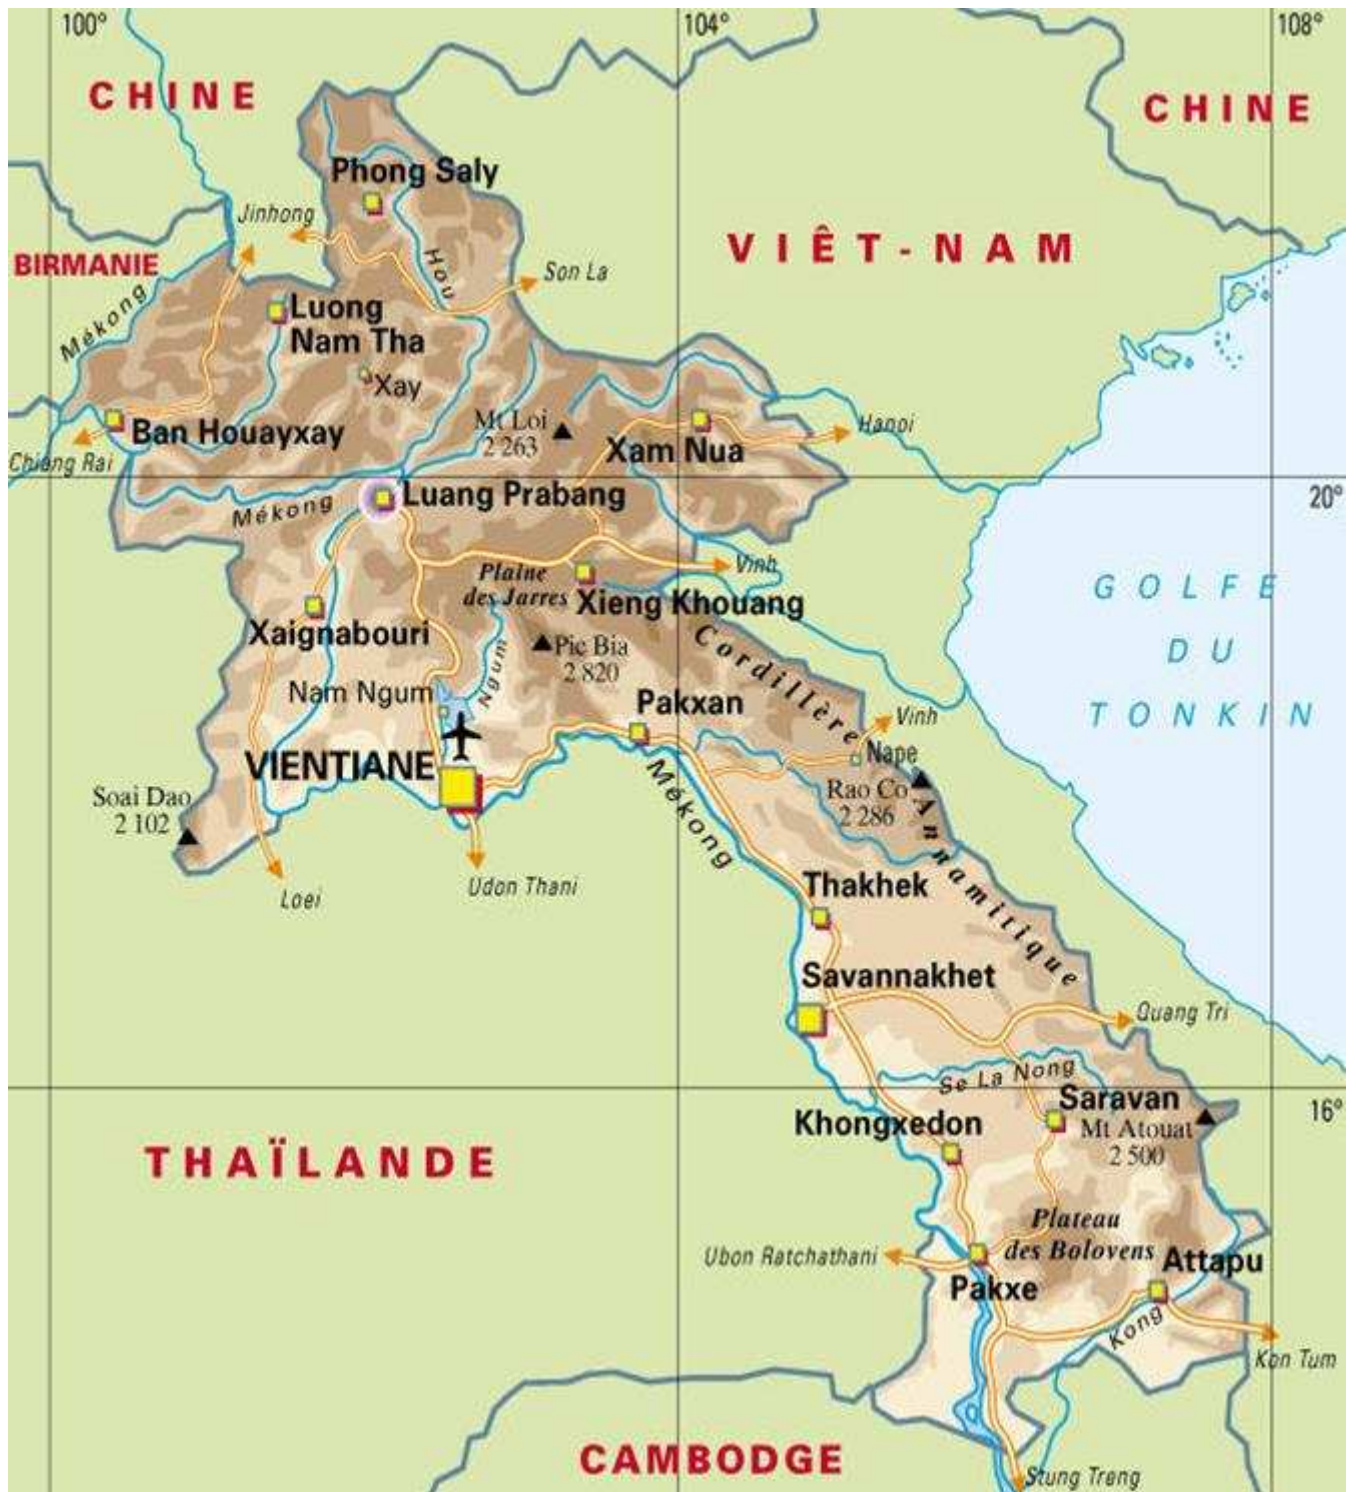 100°
104°
108°
CHINE
CHINE
Phong Saly
Jinhong
VIÊT-NAM
BIRMANIE
Hou
Son La
Mékong
Luong
Nam Tha
Xay
Mt Loi
2 263
Hanoi
Ban Houayxay
Xam Nua
Chiang Rai
20°
Luang Prabang
Mékong
Vinh
Plaine
des Jarres
Xieng Khouang
GOLFE
DU
TONKIN
Xaignabouri
Cordillère
Pic Bia
2 820
Ngum
Nam Ngum
Pakxan
Vinh
Nape
VIENTIANE
Mékong
Rao Co
2 286
Soai Dao
2 102
Annamitique
Loei
Udon Thani
Thakhek
Savannakhet
Quang Tri
Se La Nong
Saravan
16°
Khongxedon
Mt Atouat
2 500
THAÏLANDE
Plateau
des Bolovens
Ubon Ratchathani
Attapu
Pakxe
Kong
Kon Tum
CAMBODGE
Stung Treng